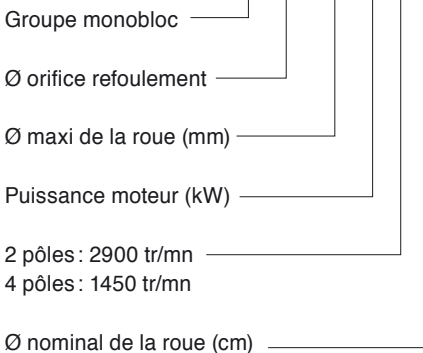 Groupe monobloc
Ø orifice refoulement
Ø maxi de la roue (mm)
Puissance moteur (kW)
2 pôles : 2900 tr/mn
4 pôles : 1450 tr/mn
Ø nominal de la roue (cm)